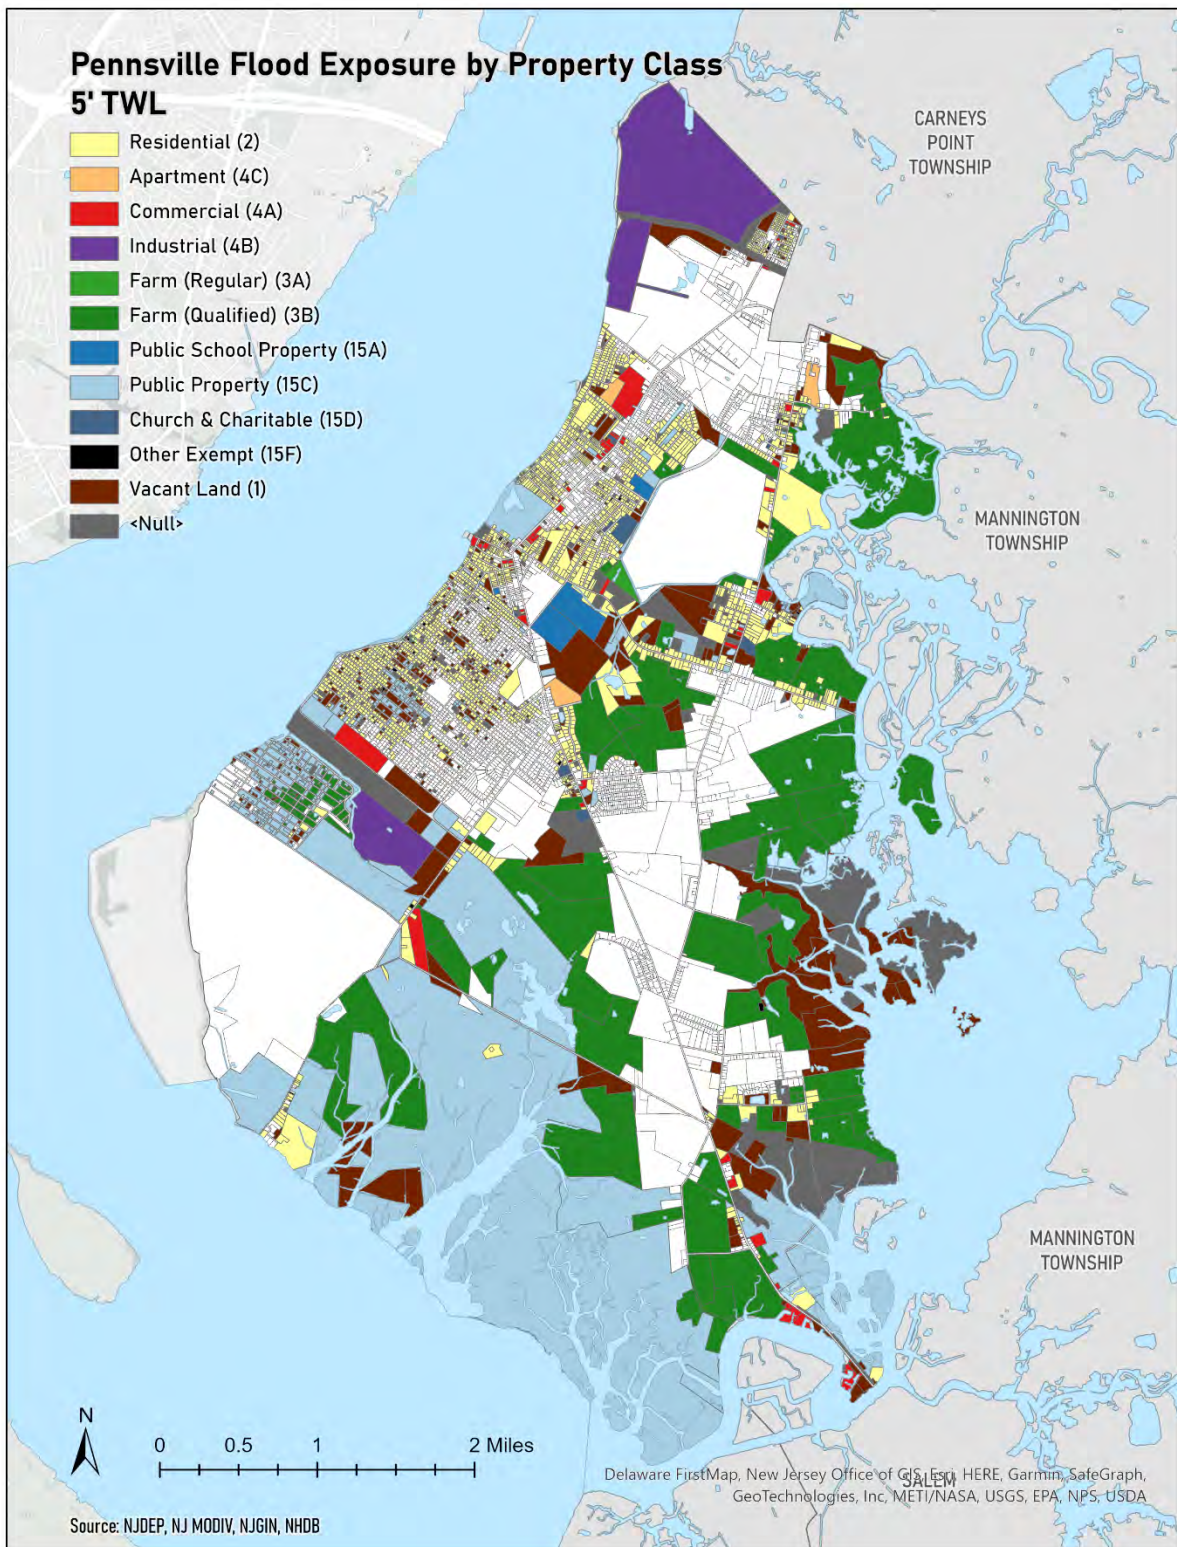 Pennsville Flood Exposure by Property Class
5' TWL
Residential (2)
Apartment (4C)
Commercial (4A)
Industrial (4B)
Farm (Regular) (3A)
Farm (Qualified) (3B)
Public School Property (15A)
Public Property (15C)
Church & Charitable (15D)
Other Exempt (15F)
Vacant Land (1)
<Null>
CARNEYS
POINT
TOWNSHIP
MANNINGTON
TOWNSHIP
MANNINGTON
TOWNSHIP
SALEM
N
0 0.5 1 2 Miles
Delaware FirstMap, New Jersey Office of GIS, Esri, HERE, Garmin, SafeGraph,
GeoTechnologies, Inc, METI/NASA, USGS, EPA, NPS, USDA
Source: NJDEP, NJ MODIV, NJGIN, NHDB